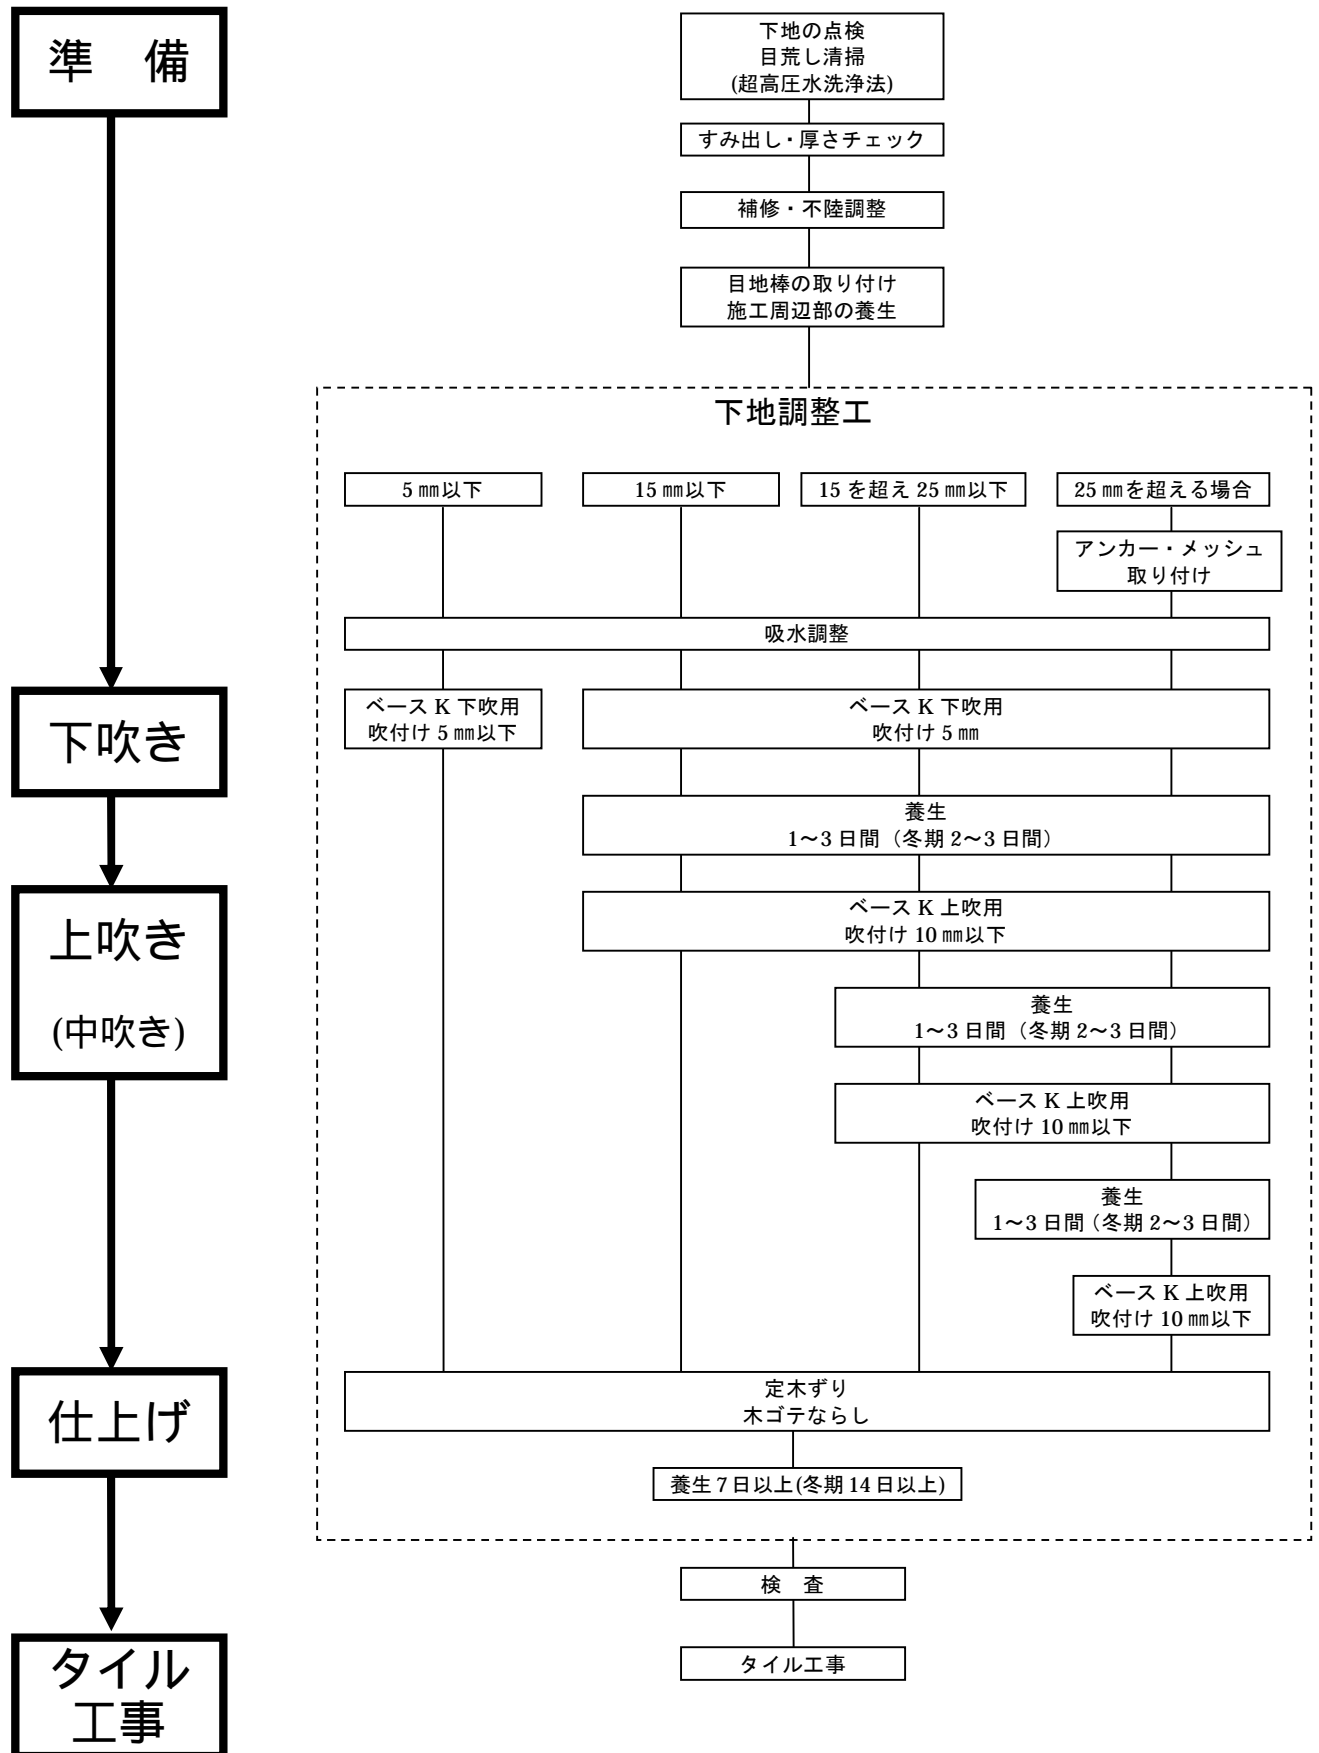 準　備
下吹き
上吹き
(中吹き)
仕上げ
タイル
工事
下地の点検
目荒し清掃
(超高圧水洗浄法)
すみ出し・厚さチェック
補修・不陸調整
目地棒の取り付け
施工周辺部の養生
下地調整工
5㎜以下
15㎜以下
15を超え25㎜以下
25㎜を超える場合
アンカー・メッシュ
取り付け
吸水調整
ベースK下吹用
吹付け5㎜以下
ベースK下吹用
吹付け5㎜
養生
1～3日間（冬期2～3日間）
ベースK上吹用
吹付け10㎜以下
養生
1～3日間（冬期2～3日間）
ベースK上吹用
吹付け10㎜以下
養生
1～3日間（冬期2～3日間）
ベースK上吹用
吹付け10㎜以下
定木ずり
木ゴテならし
養生7日以上(冬期14日以上)
検　査
タイル工事